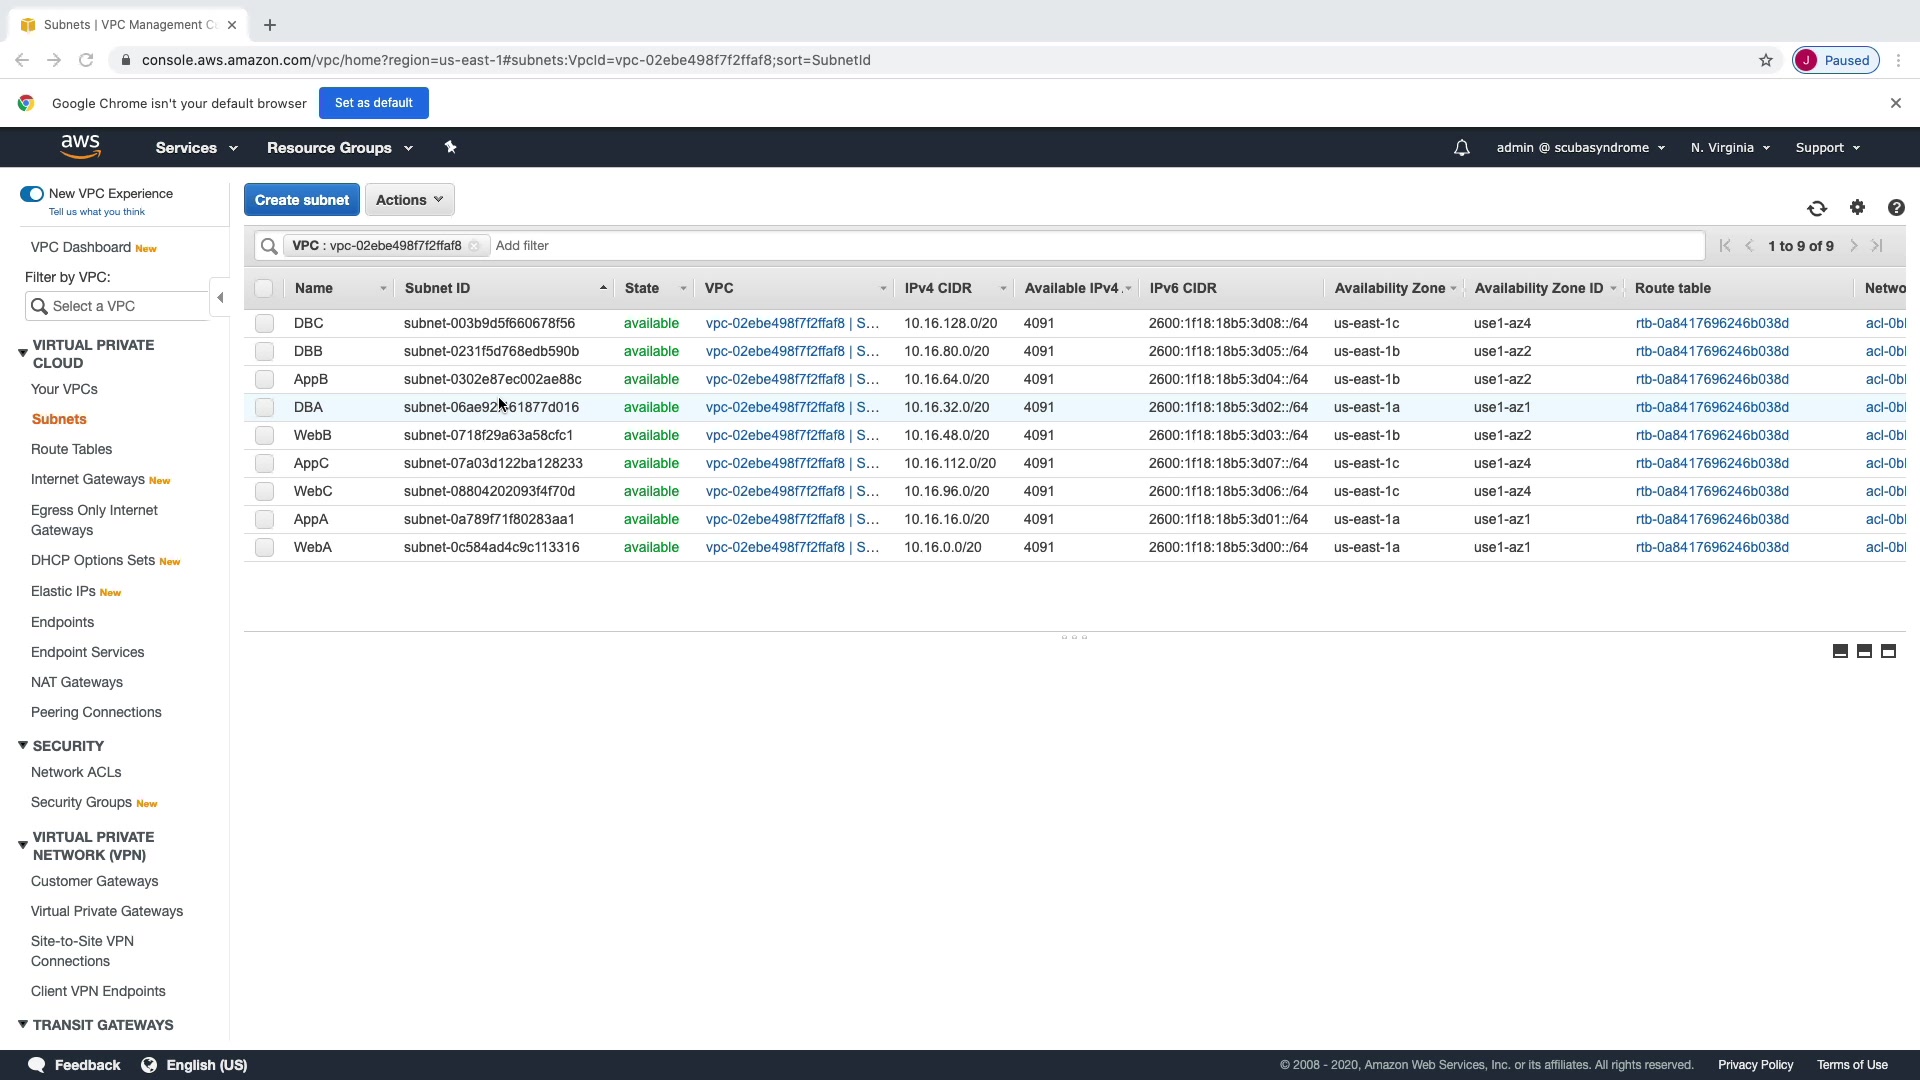 Subnets | VPC Management C
console.aws.amazon.com/vpc/home?region=us-east-1#subnets:VpcId=vpc-02ebe498f7f2ffaf8;sort=SubnetId
J Paused
Google Chrome isn't your default browser Set as default
aws Services Resource Groups admin @ scubasyndrome N. Virginia Support
New VPC Experience
Tell us what you think
VPC Dashboard New
Filter by VPC:
Select a VPC
VIRTUAL PRIVATE
CLOUD
Your VPCs
Subnets
Route Tables
Internet Gateways New
Egress Only Internet
Gateways
DHCP Options Sets New
Elastic IPs New
Endpoints
Endpoint Services
NAT Gateways
Peering Connections
SECURITY
Network ACLs
Security Groups New
VIRTUAL PRIVATE
NETWORK (VPN)
Customer Gateways
Virtual Private Gateways
Site-to-Site VPN
Connections
Client VPN Endpoints
TRANSIT GATEWAYS
Create subnet Actions
VPC : vpc-02ebe498f7f2ffaf8 Add filter 1 to 9 of 9
Name Subnet ID State VPC IPv4 CIDR Available IPv4 . Availability Zone IPv6 CIDR Availability Zone ID Route table Netwo
DBC subnet-003b9d5f660678f56 available vpc-02ebe498f7f2ffaf8 | S... 10.16.128.0/20 4091 2600:1f18:18b5:3d08::/64 us-east-1c use1-az4 rtb-0a8417696246b038d acl-0bl
DBB subnet-0231f5d768edb590b available vpc-02ebe498f7f2ffaf8 | S... 10.16.80.0/20 4091 2600:1f18:18b5:3d05::/64 us-east-1b use1-az2 rtb-0a8417696246b038d acl-0bl
AppB subnet-0302e87ec002ae88c available vpc-02ebe498f7f2ffaf8 | S... 10.16.64.0/20 4091 2600:1f18:18b5:3d04::/64 us-east-1b use1-az2 rtb-0a8417696246b038d acl-0bl
DBA available vpc-02ebe498f7f2ffaf8 | S... 10.16.32.0/20 4091 2600:1f18:18b5:3d02::/64 us-east-1a use1-az1 rtb-0a8417696246b038d acl-0bl
WebB subnet-0718f29a63a58cfc1 available vpc-02ebe498f7f2ffaf8 | S... 10.16.48.0/20 4091 2600:1f18:18b5:3d03::/64 us-east-1b use1-az2 rtb-0a8417696246b038d acl-0bl
AppC subnet-07a03d122ba128233 available vpc-02ebe498f7f2ffaf8 | S... 10.16.112.0/20 4091 2600:1f18:18b5:3d07::/64 us-east-1c use1-az4 rtb-0a8417696246b038d acl-0bl
WebC subnet-08804202093f4f70d available vpc-02ebe498f7f2ffaf8 | S... 10.16.96.0/20 4091 2600:1f18:18b5:3d06::/64 us-east-1c use1-az4 rtb-0a8417696246b038d acl-0bl
AppA subnet-0a789f71f80283aa1 available vpc-02ebe498f7f2ffaf8 | S... 10.16.16.0/20 4091 2600:1f18:18b5:3d01::/64 us-east-1a use1-az1 rtb-0a8417696246b038d acl-0bl
WebA subnet-0c584ad4c9c113316 available vpc-02ebe498f7f2ffaf8 | S... 10.16.0.0/20 4091 2600:1f18:18b5:3d00::/64 us-east-1a use1-az1 rtb-0a8417696246b038d acl-0bl
Feedback English (US) © 2008 - 2020, Amazon Web Services, Inc. or its affiliates. All rights reserved. Privacy Policy Terms of Use